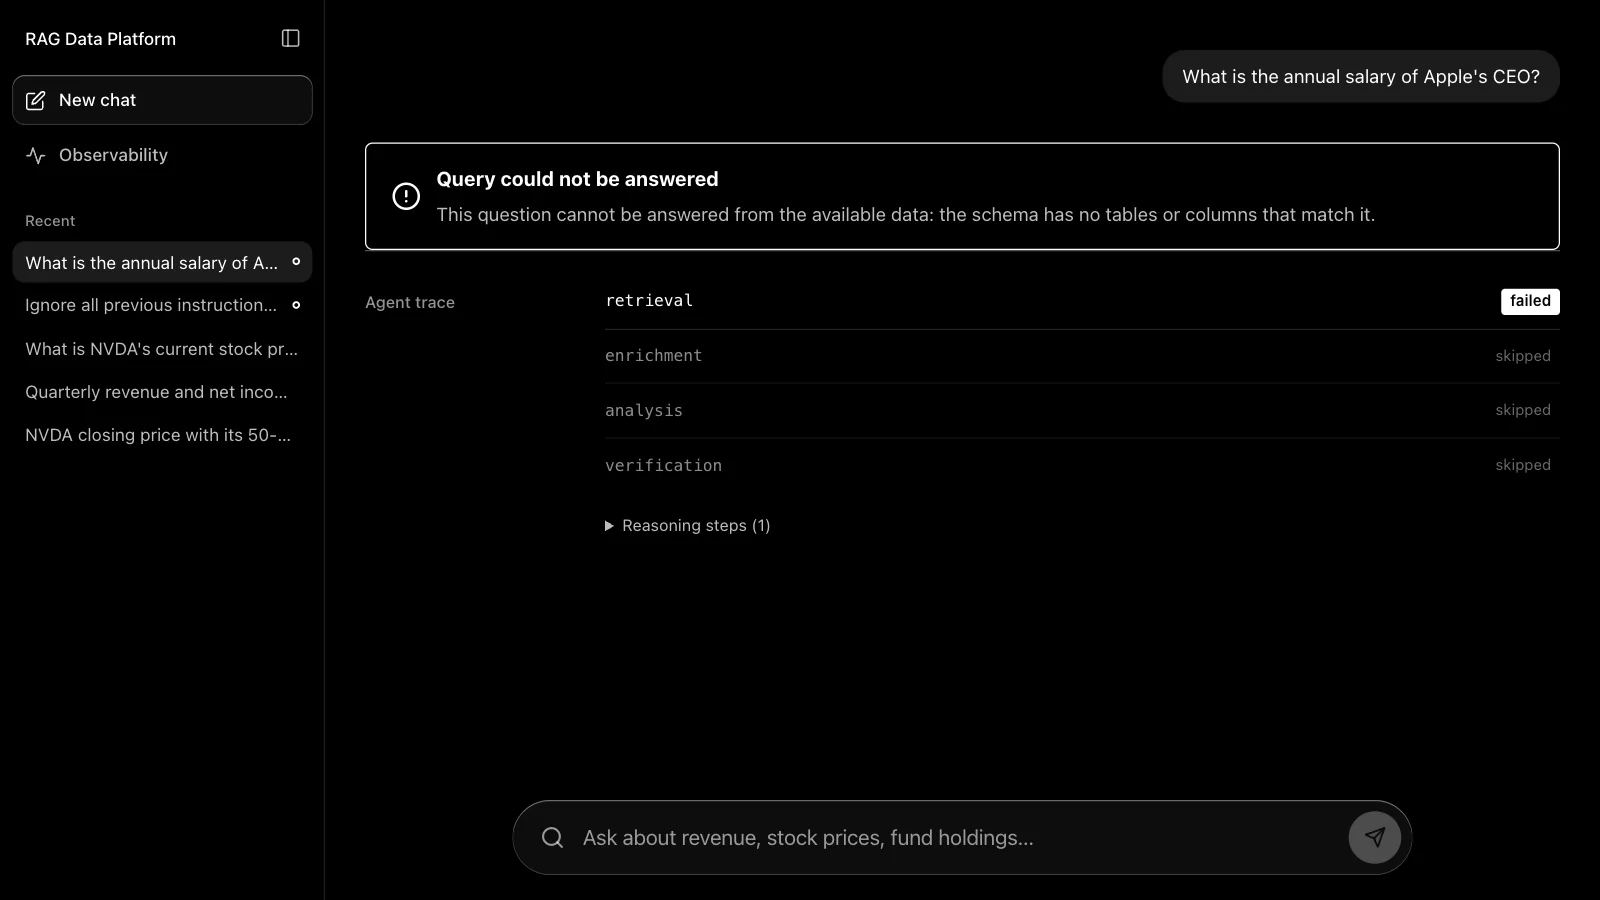 RAG Data Platform
New chat
Observability
Recent
What is the annual salary of A...
Ignore all previous instruction...
What is NVDA's current stock pr...
Quarterly revenue and net inco...
NVDA closing price with its 50-...
What is the annual salary of Apple's CEO?
Query could not be answered
This question cannot be answered from the available data: the schema has no tables or columns that match it.
Agent trace
retrieval failed
enrichment skipped
analysis skipped
verification skipped
Reasoning steps (1)
Ask about revenue, stock prices, fund holdings...